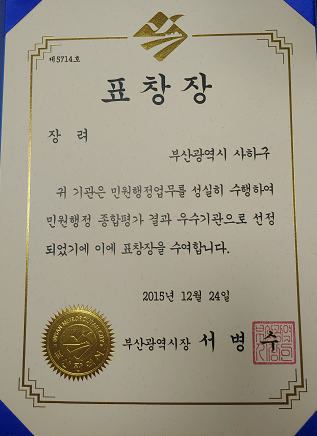 제5714호
표창장
장 려
부산광역시 사하구
귀 기관은 민원행정업무를 성실히 수행하여
민원행정 종합평가 결과 우수기관으로 선정
되었기에 이에 표창장을 수여합니다.
2015년 12월 24일
부산광역시장 서 병 수